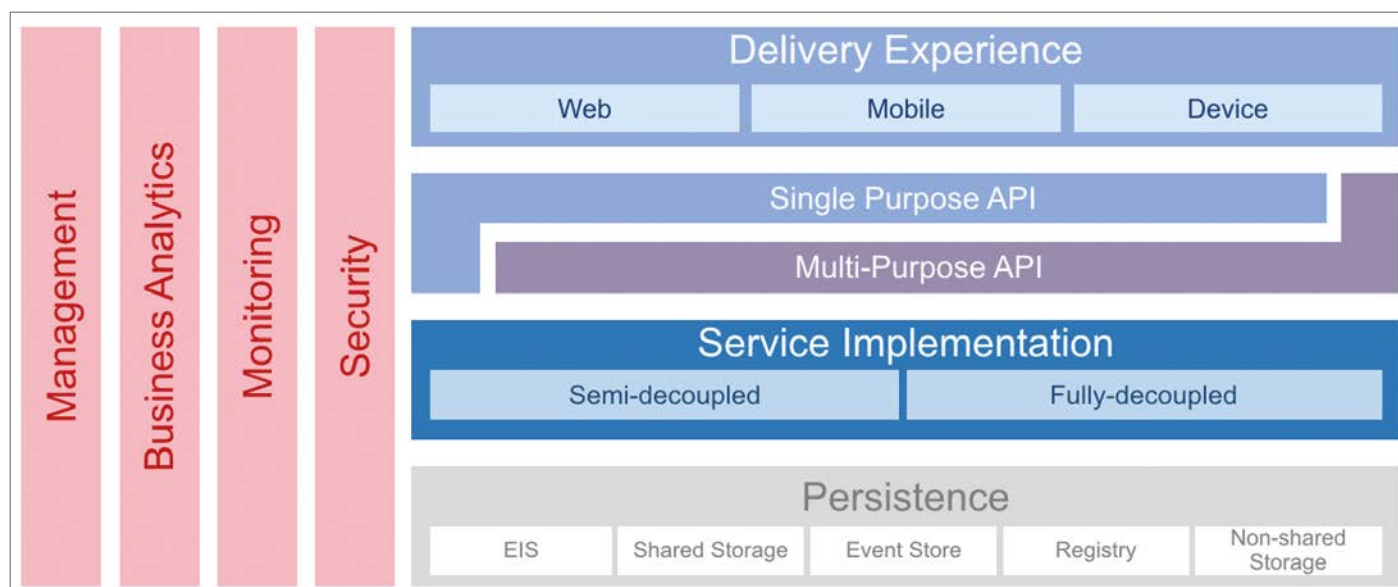 Management
Business Analytics
Monitoring
Security
Delivery Experience
Web
Mobile
Device
Single Purpose API
Multi-Purpose API
Service Implementation
Semi-decoupled
Fully-decoupled
Persistence
EIS
Shared Storage
Event Store
Registry
Non-shared
Storage